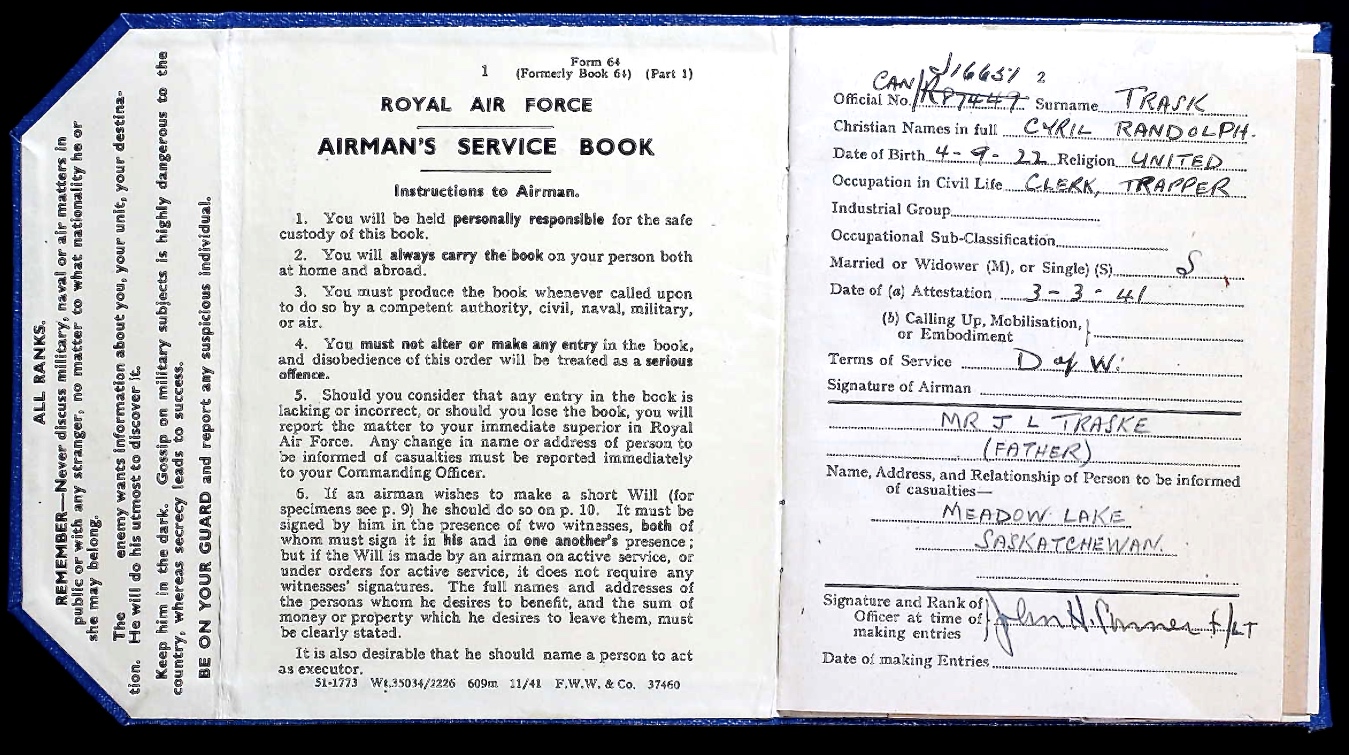 ALL RANKS.
REMEMBER—Never discuss military, naval or air matters in
public or with any stranger, no matter to what nationality he or
she may belong.
The enemy wants information about you, your unit, your destina-
tion. He will do his utmost to discover it.
Keep him in the dark. Gossip on military subjects is highly dangerous to the
country, whereas secrecy leads to success.
BE ON YOUR GUARD and report any suspicious individual.
1
Form 64
(Formerly Book 64) (Part 1)
ROYAL AIR FORCE
AIRMAN'S SERVICE BOOK
Instructions to Airman.
1. You will be held personally responsible for the safe
custody of this book.
2. You will always carry the book on your person both
at home and abroad.
3. You must produce the book whenever called upon
to do so by a competent authority, civil, naval, military,
or air.
4. You must not alter or make any entry in the book,
and disobedience of this order will be treated as a serious
offence.
5. Should you consider that any entry in the book is
lacking or incorrect, or should you lose the book, you will
report the matter to your immediate superior in Royal
Air Force. Any change in name or address of person to
be informed of casualties must be reported immediately
to your Commanding Officer.
6. If an airman wishes to make a short Will (for
specimens see p. 9) he should do so on p. 10. It must be
signed by him in the presence of two witnesses, both of
whom must sign it in his and in one another's presence;
but if the Will is made by an airman on active service, or
under orders for active service, it does not require any
witnesses' signatures. The full names and addresses of
the persons whom he desires to benefit, and the sum of
money or property which he desires to leave them, must
be clearly stated.
It is also desirable that he should name a person to act
as executor.
51-1773 Wt.35034/2226 609m 11/41 F.W.W. & Co. 37460
J16651 2
Official No. CAN/R97449 Surname TRASK
Christian Names in full CYRIL RANDOLPH.
Date of Birth 4-9-22 Religion UNITED
Occupation in Civil Life CLERK, TRAPPER
Industrial Group
Occupational Sub-Classification
Married or Widower (M), or Single) (S) S
Date of (a) Attestation 3-3-41
(b) Calling Up, Mobilisation,
or Embodiment
Terms of Service D of W.
Signature of Airman
MR J L TRASKE
(FATHER)
Name, Address, and Relationship of Person to be informed
of casualties—
MEADOW LAKE
SASKATCHEWAN.
Signature and Rank of
Officer at time of John H. F/LT
making entries
Date of making Entries